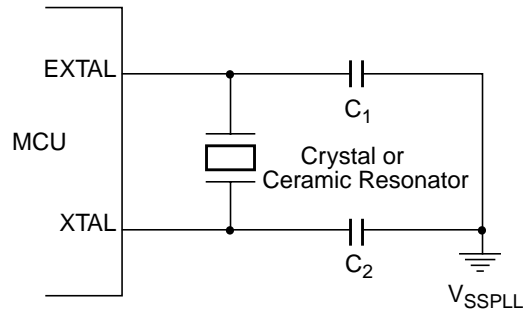 EXTAL
C1
MCU
Crystal or
Ceramic Resonator
XTAL
C2
VSSPLL